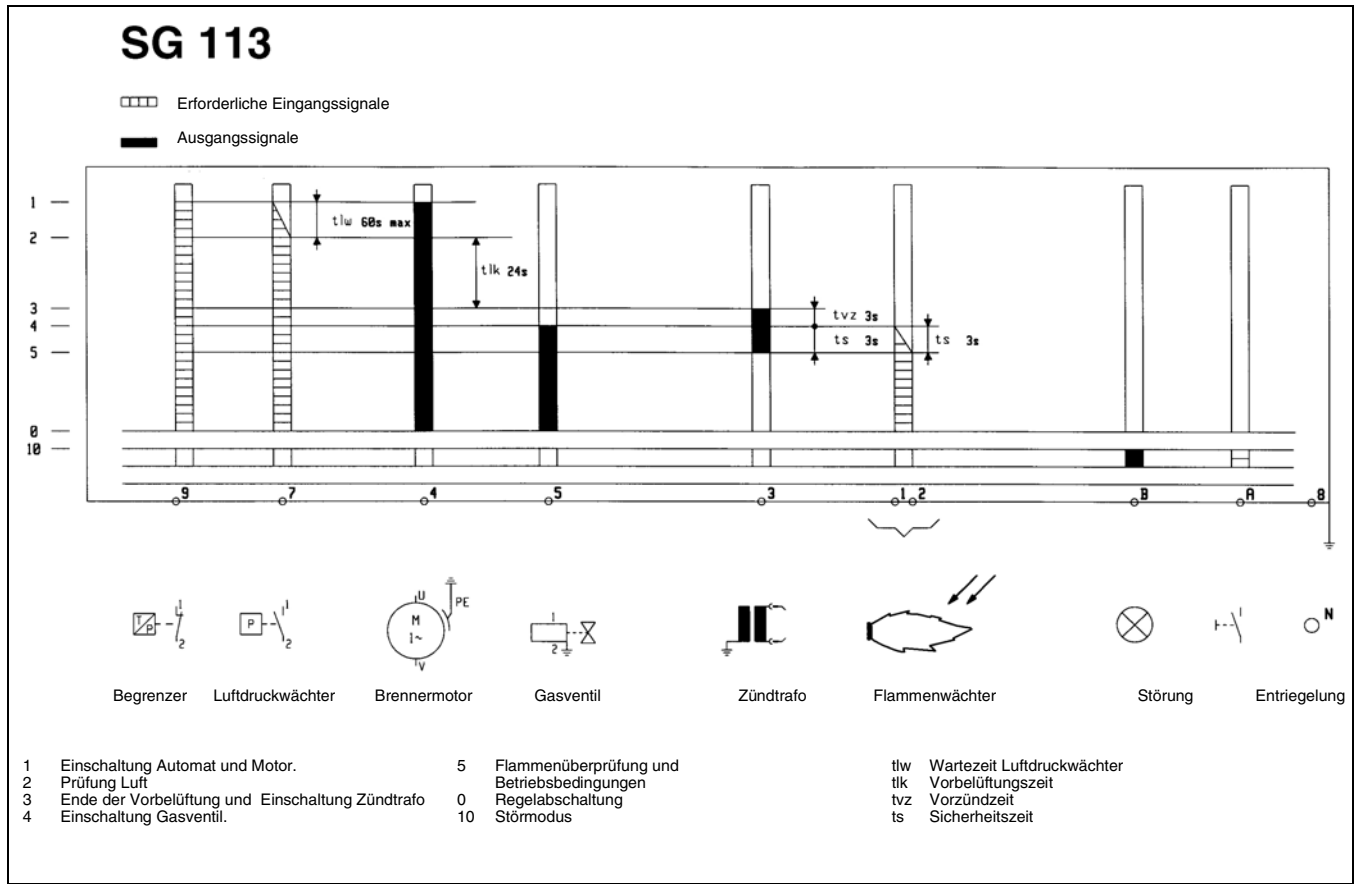 SG 113
Erforderliche Eingangssignale
Ausgangssignale
1
tlw 60s max
2
tlk 24s
3
tvz 3s
4
ts 3s
ts 3s
5
0
10
9 7 4 5 3 1 2 B A 8
T P 1 2
P 1 2
U PE
M
1~
V
1
2
N
Begrenzer Luftdruckwächter Brennermotor Gasventil Zündtrafo Flammenwächter Störung Entriegelung
1 Einschaltung Automat und Motor.
2 Prüfung Luft
3 Ende der Vorbelüftung und Einschaltung Zündtrafo
4 Einschaltung Gasventil.
5 Flammenüberprüfung und
Betriebsbedingungen
0 Regelabschaltung
10 Störmodus
tlw Wartezeit Luftdruckwächter
tlk Vorbelüftungszeit
tvz Vorzündzeit
ts Sicherheitszeit